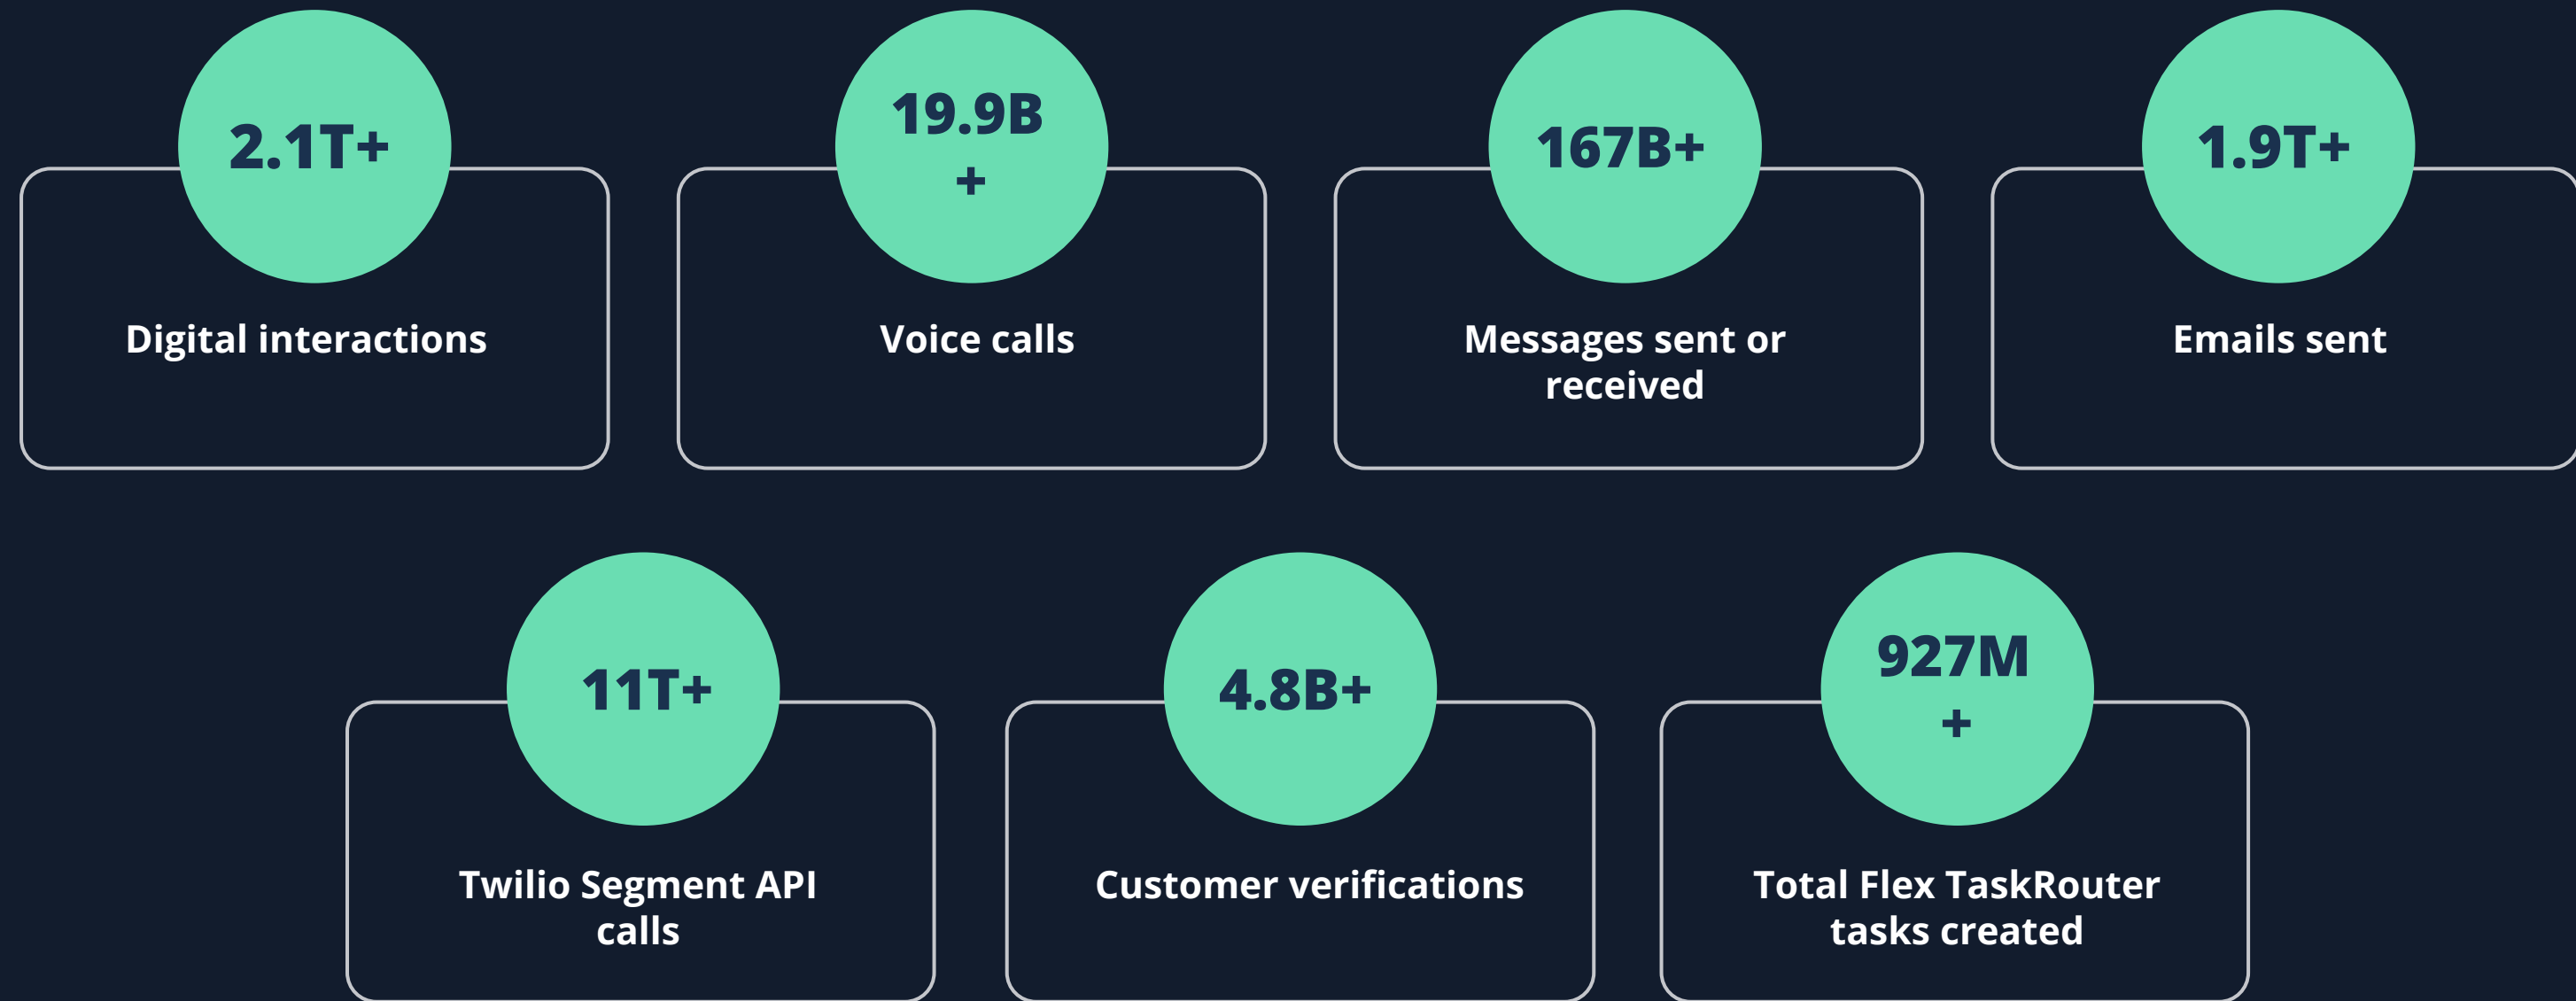 2.1T+
Digital interactions
19.9B
+
Voice calls
167B+
Messages sent or
received
1.9T+
Emails sent
11T+
Twilio Segment API
calls
4.8B+
Customer verifications
927M
+
Total Flex TaskRouter
tasks created